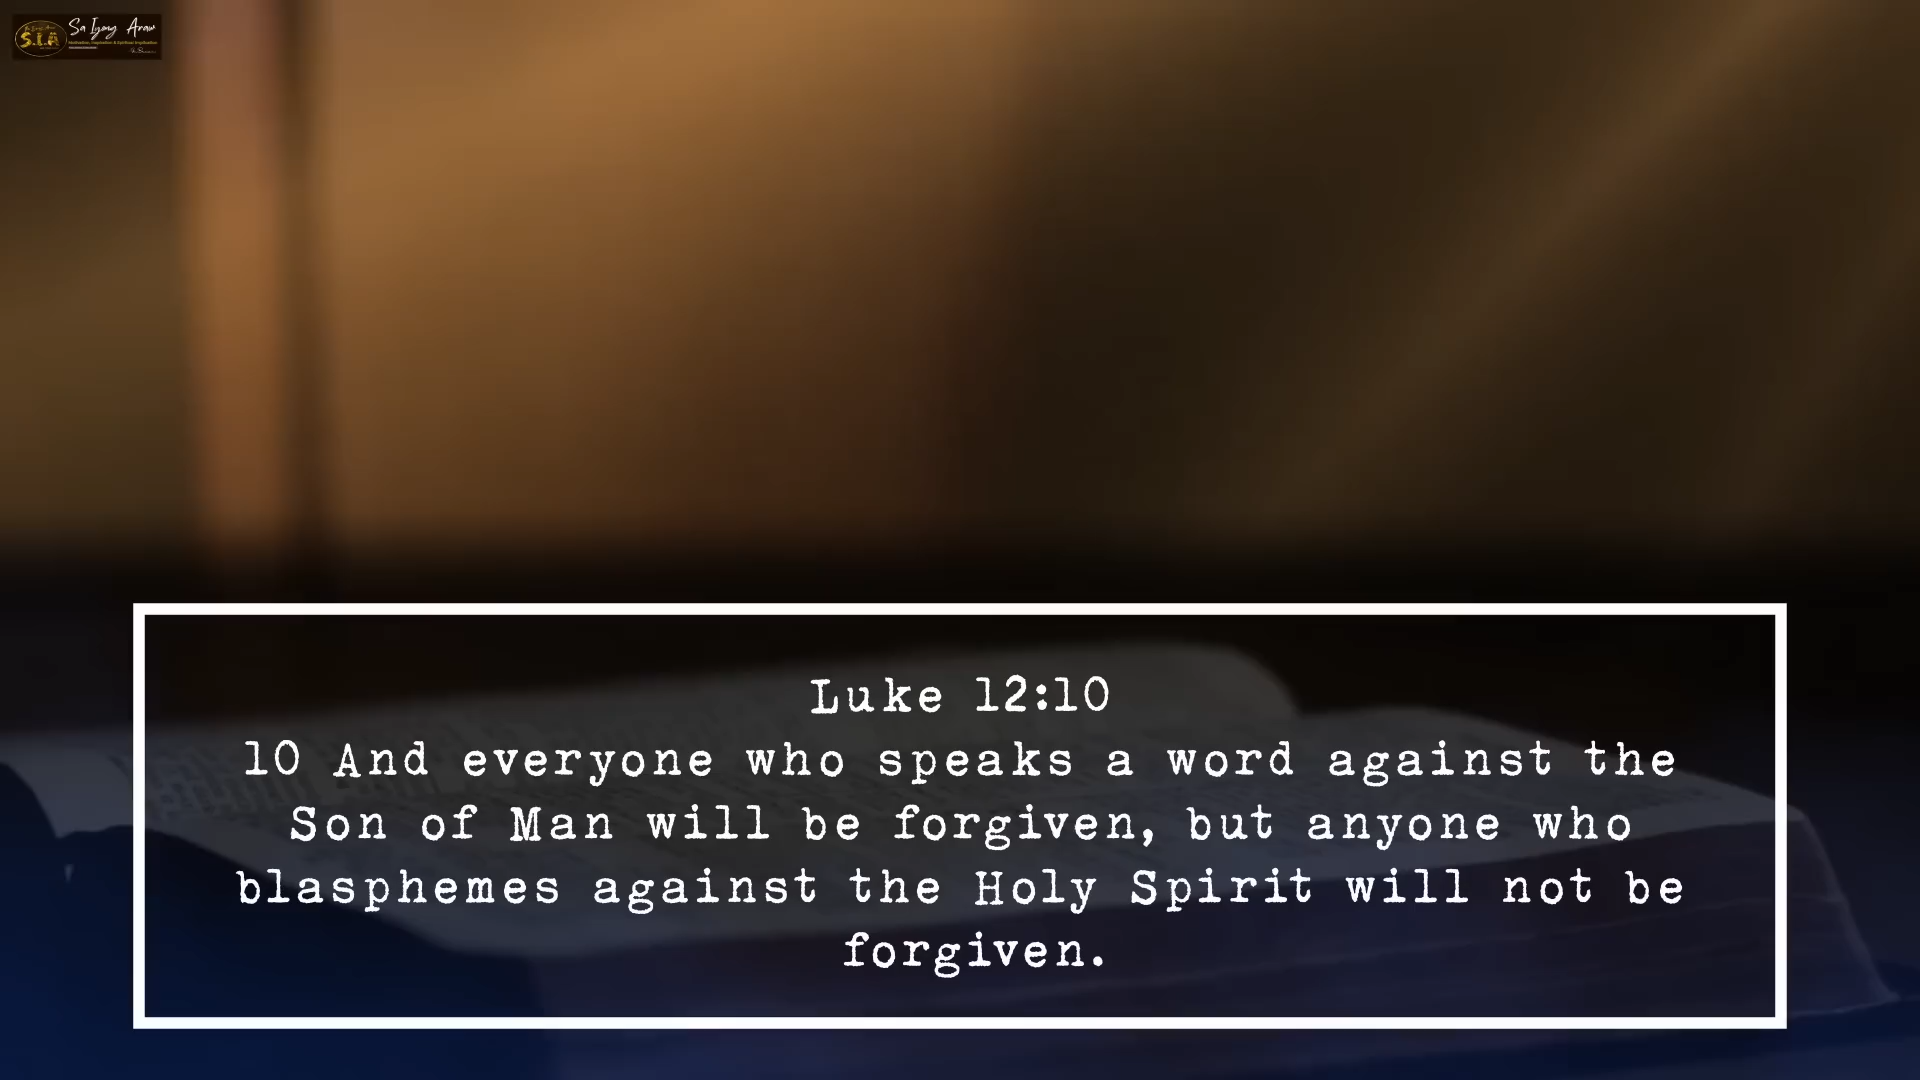 S.I.A
Sa Iyong Araw
Luke 12:10
10 And everyone who speaks a word against the
Son of Man will be forgiven, but anyone who
blasphemes against the Holy Spirit will not be
forgiven.